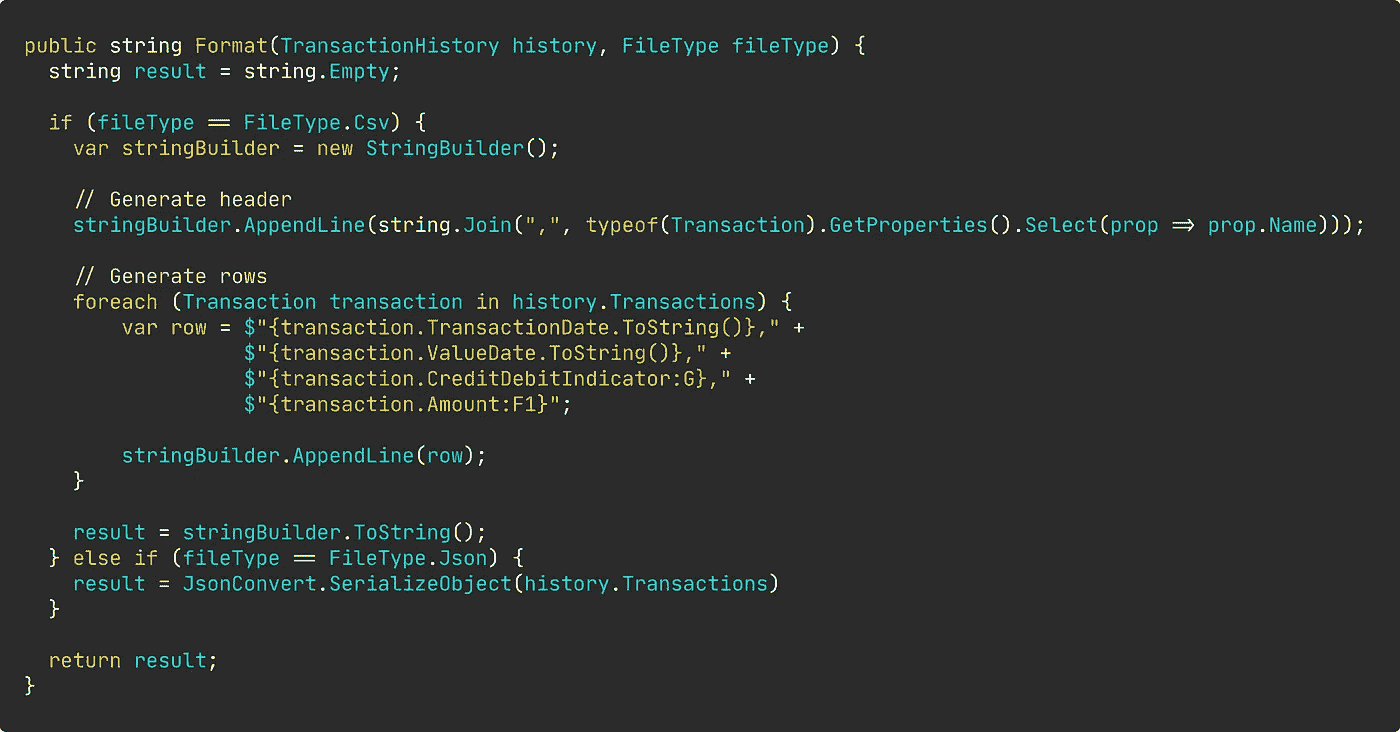 public string Format(TransactionHistory history, FileType fileType) {
  string result = string.Empty;

  if (fileType == FileType.Csv) {
    var stringBuilder = new StringBuilder();

    // Generate header
    stringBuilder.AppendLine(string.Join(",", typeof(Transaction).GetProperties().Select(prop => prop.Name)));

    // Generate rows
    foreach (Transaction transaction in history.Transactions) {
        var row = $"{transaction.TransactionDate.ToString()}," +
                  $"{transaction.ValueDate.ToString()}," +
                  $"{transaction.CreditDebitIndicator:G}," +
                  $"{transaction.Amount:F1}";

        stringBuilder.AppendLine(row);
    }

    result = stringBuilder.ToString();
  } else if (fileType == FileType.Json) {
    result = JsonConvert.SerializeObject(history.Transactions)
  }

  return result;
}